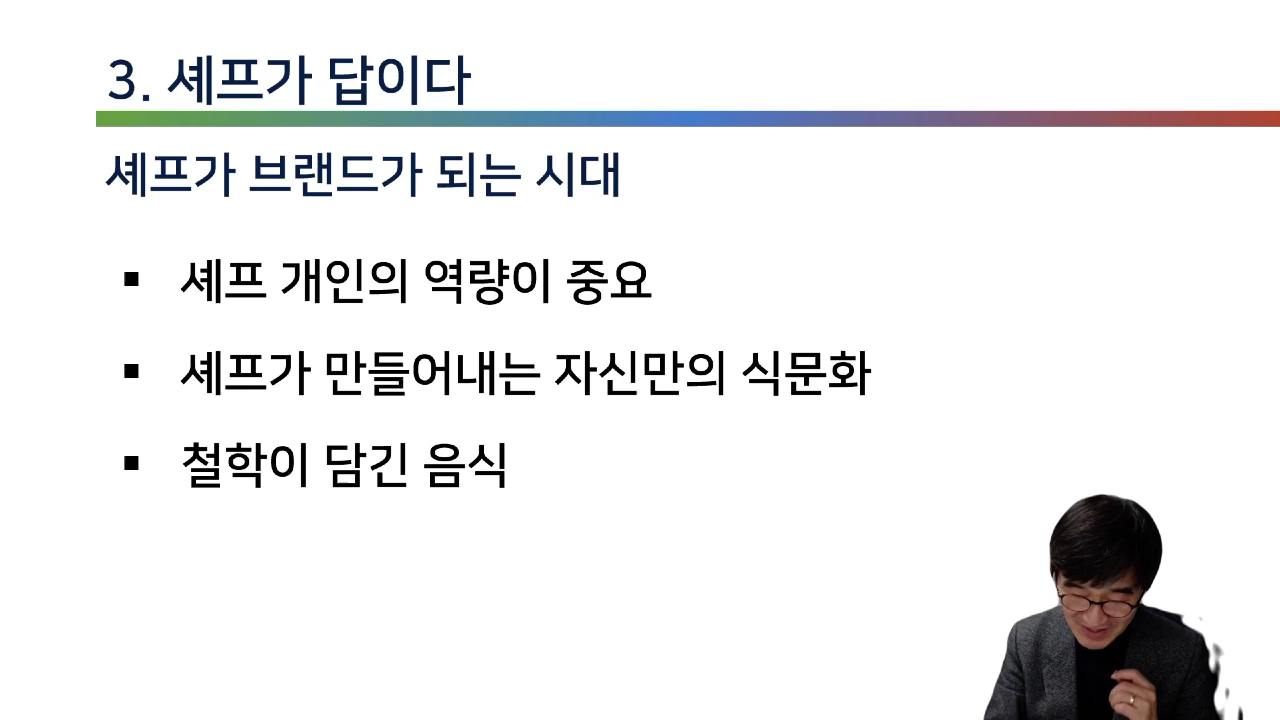 3. 셰프가 답이다
셰프가 브랜드가 되는 시대
▪ 셰프 개인의 역량이 중요
▪ 셰프가 만들어내는 자신만의 식문화
▪ 철학이 담긴 음식